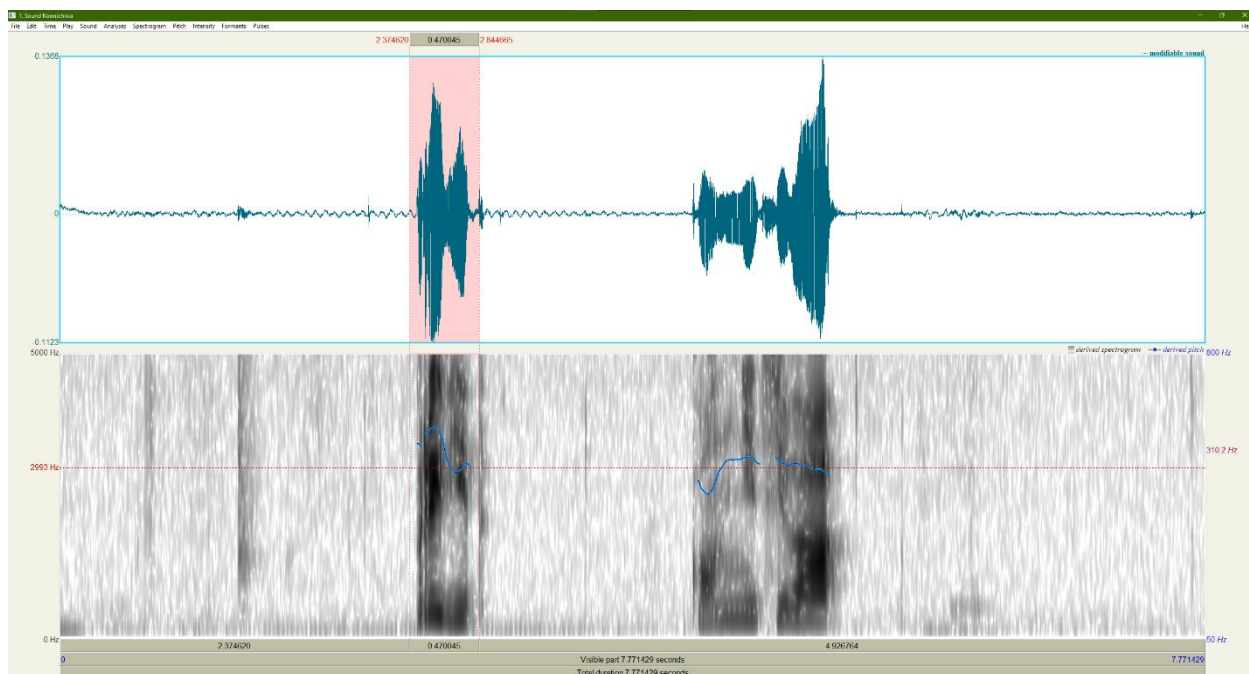 1. Sound Konnichiwa
File Edit Time Play Sound Analyses Spectrogram Pitch Intensity Formants Pulses He
2.374620 0.470045 2.844665
0.1368 ~ modifiable sound
0
0.1123
5000 Hz derived spectrogram derived pitch 800 Hz
2993 Hz 310.2 Hz
0 Hz 50 Hz
2.374620 0.470045 4.926764
0 Visible part 7.771429 seconds 7.771429
Total duration 7.771429 seconds